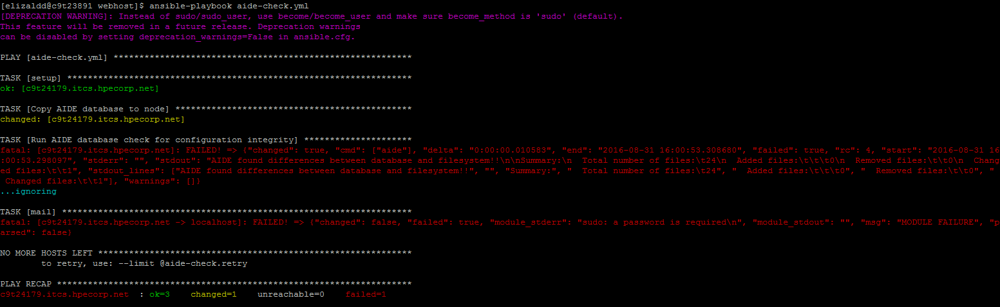 [elizaldd@c9t23891 webhost]$ ansible-playbook aide-check.yml
[DEPRECATION WARNING]: Instead of sudo/sudo_user, use become/become_user and make sure become_method is 'sudo' (default).
This feature will be removed in a future release. Deprecation warnings
can be disabled by setting deprecation_warnings=False in ansible.cfg.

PLAY [aide-check.yml] **********************************************************

TASK [setup] *******************************************************************
ok: [c9t24179.itcs.hpecorp.net]

TASK [Copy AIDE database to node] **********************************************
changed: [c9t24179.itcs.hpecorp.net]

TASK [Run AIDE database check for configuration integrity] *********************
fatal: [c9t24179.itcs.hpecorp.net]: FAILED! => {"changed": true, "cmd": ["aide"], "delta": "0:00:00.010583", "end": "2016-08-31 16:00:53.308680", "failed": true, "rc": 4, "start": "2016-08-31 16
:00:53.298097", "stderr": "", "stdout": "AIDE found differences between database and filesystem!!\n\nSummary:\n  Total number of files:\t24\n  Added files:\t\t\t0\n  Removed files:\t\t0\n  Chang
ed files:\t\t1", "stdout_lines": ["AIDE found differences between database and filesystem!!", "", "Summary:", "  Total number of files:\t24", "  Added files:\t\t\t0", "  Removed files:\t\t0", "
 Changed files:\t\t1"], "warnings": []}
...ignoring

TASK [mail] ********************************************************************
fatal: [c9t24179.itcs.hpecorp.net -> localhost]: FAILED! => {"changed": false, "failed": true, "module_stderr": "sudo: a password is required\n", "module_stdout": "", "msg": "MODULE FAILURE", "p
arsed": false}

NO MORE HOSTS LEFT *************************************************************
        to retry, use: --limit @aide-check.retry

PLAY RECAP *********************************************************************
c9t24179.itcs.hpecorp.net  : ok=3    changed=1    unreachable=0    failed=1